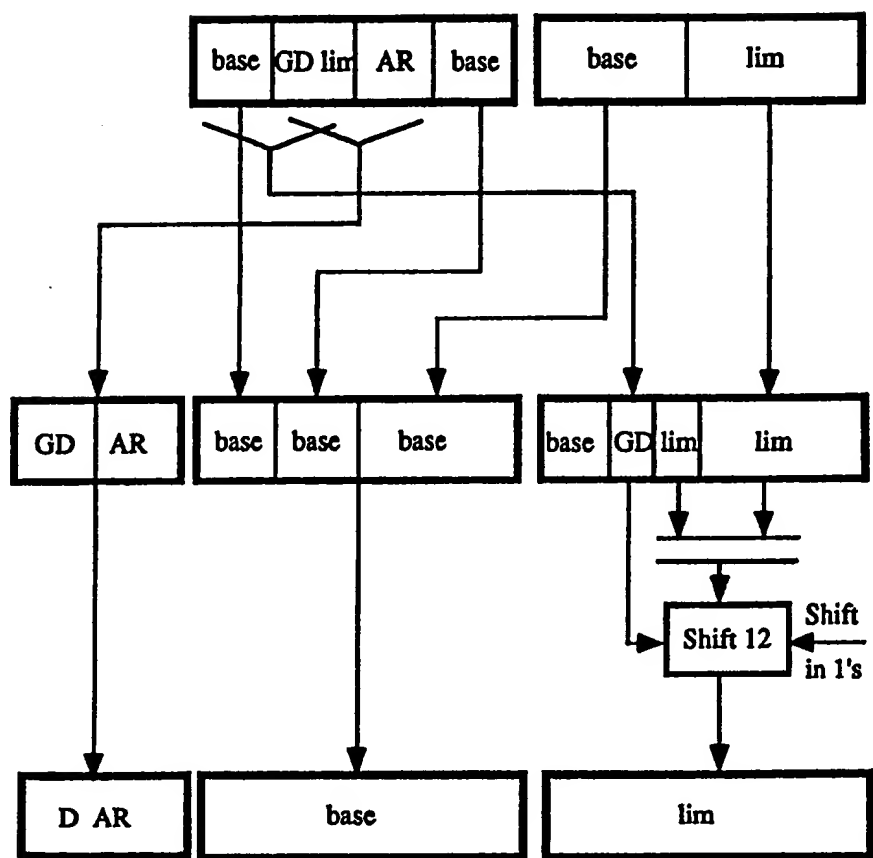 base GD lim AR base base lim
GD AR base base base base GD lim lim
Shift 12 Shift
in 1's
D AR base lim